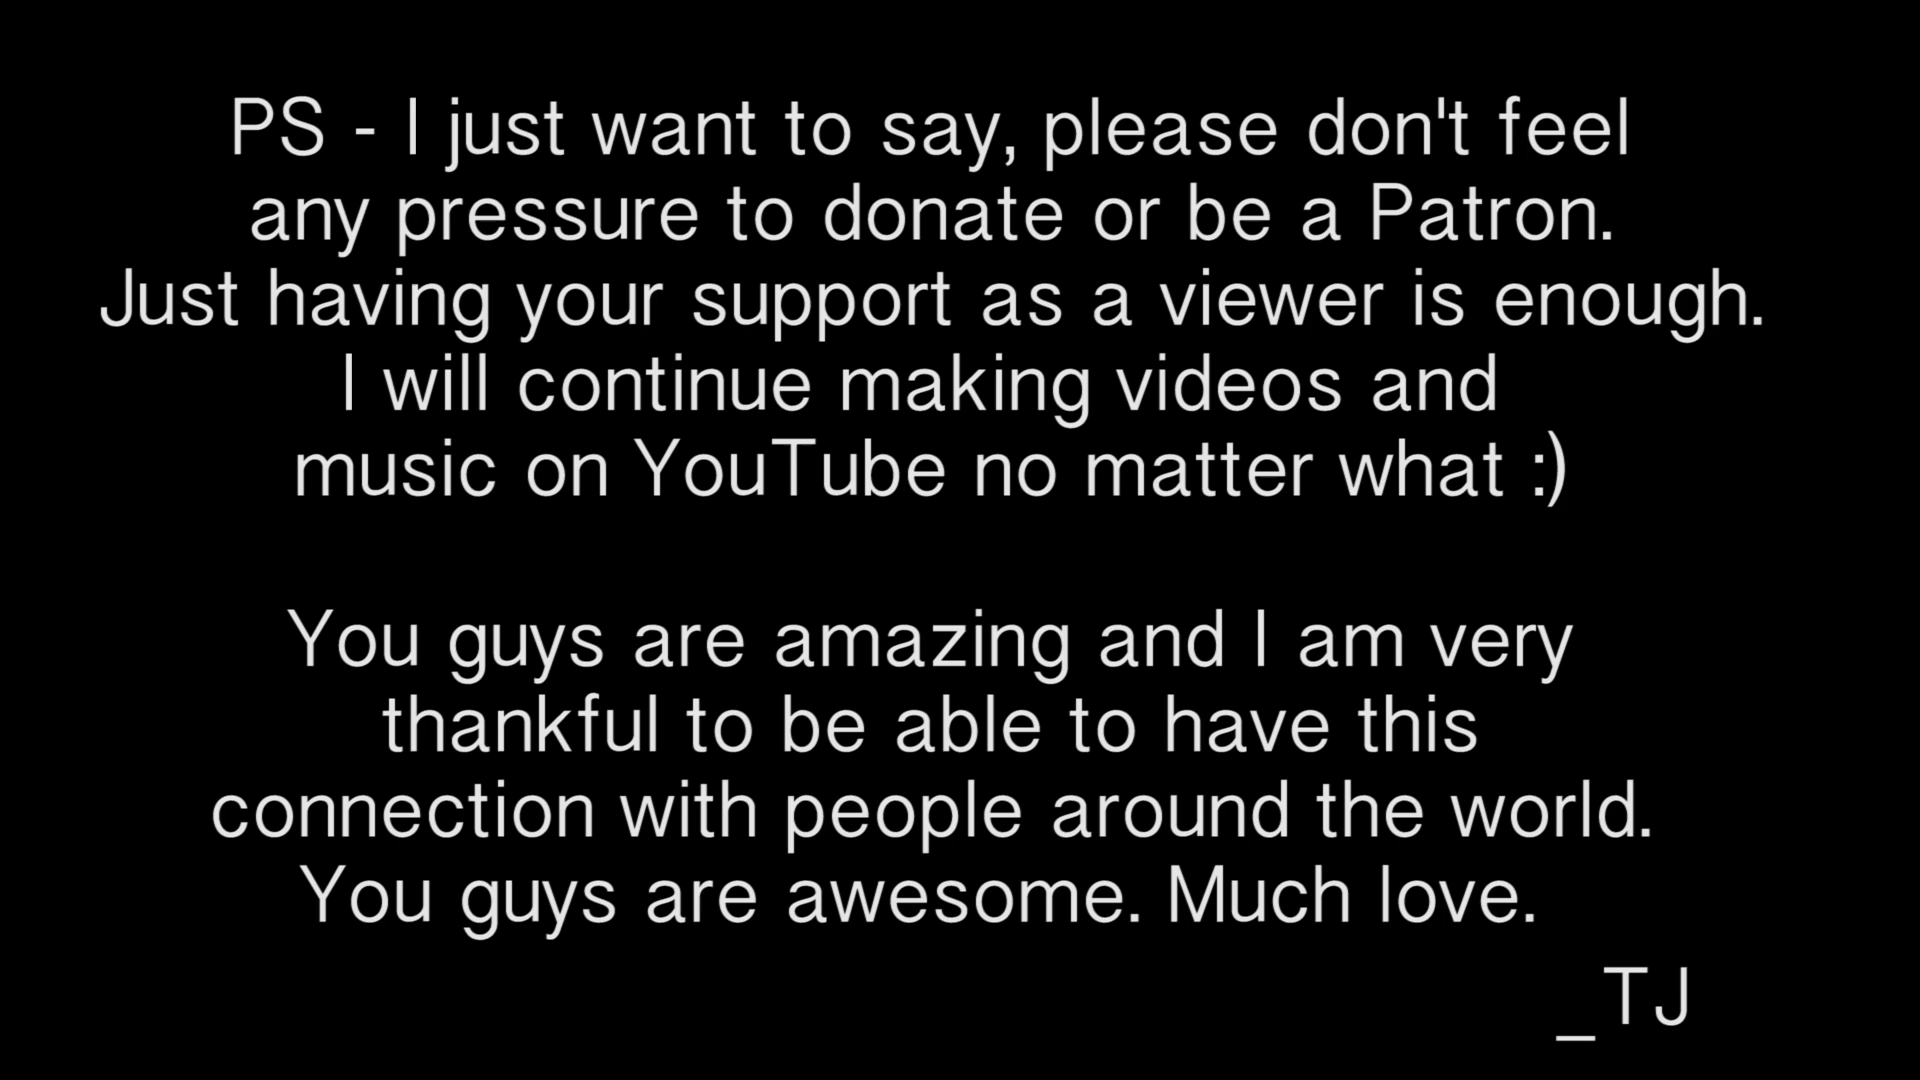 PS - I just want to say, please don't feel
any pressure to donate or be a Patron.
Just having your support as a viewer is enough.
I will continue making videos and
music on YouTube no matter what :)
You guys are amazing and I am very
thankful to be able to have this
connection with people around the world.
You guys are awesome. Much love.
_TJ